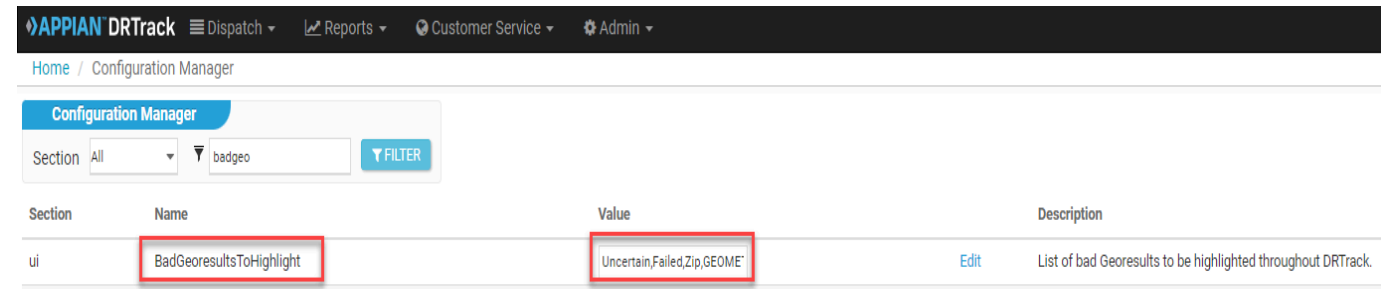 APPIAN™ DRTrack Dispatch Reports Customer Service Admin
Home / Configuration Manager
Configuration Manager
Section All badgeo FILTER
Section Name Value Description
ui BadGeoresultsToHighlight Uncertain,Failed,Zip,GEOME Edit List of bad Georesults to be highlighted throughout DRTrack.